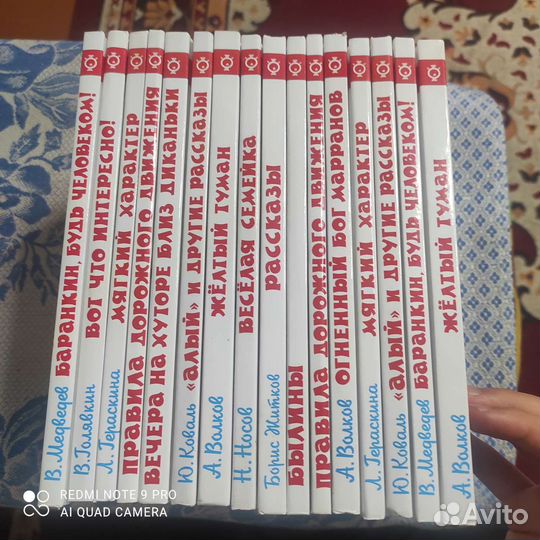 В. Медведев БАРАНКИН, БУДЬ ЧЕЛОВЕКОМ!
В. Голявкин ВОТ ЧТО ИНТЕРЕСНО!
Л. Гераскина МЯГКИЙ ХАРАКТЕР
ПРАВИЛА ДОРОЖНОГО ДВИЖЕНИЯ
ВЕЧЕРА НА ХУТОРЕ БЛИЗ ДИКАНЬКИ
Ю. Коваль «АЛЫЙ» И ДРУГИЕ РАССКАЗЫ
А. Волков ЖЁЛТЫЙ ТУМАН
Н. Носов ВЕСЁЛАЯ СЕМЕЙКА
Борис Житков РАССКАЗЫ
БЫЛИНЫ
ПРАВИЛА ДОРОЖНОГО ДВИЖЕНИЯ
А. Волков ОГНЕННЫЙ БОГ МАРРАНОВ
Л. Гераскина МЯГКИЙ ХАРАКТЕР
Ю. Коваль «АЛЫЙ» И ДРУГИЕ РАССКАЗЫ
В. Медведев БАРАНКИН, БУДЬ ЧЕЛОВЕКОМ!
А. Волков ЖЁЛТЫЙ ТУМАН
REDMI NOTE 9 PRO
AI QUAD CAMERA
Avito